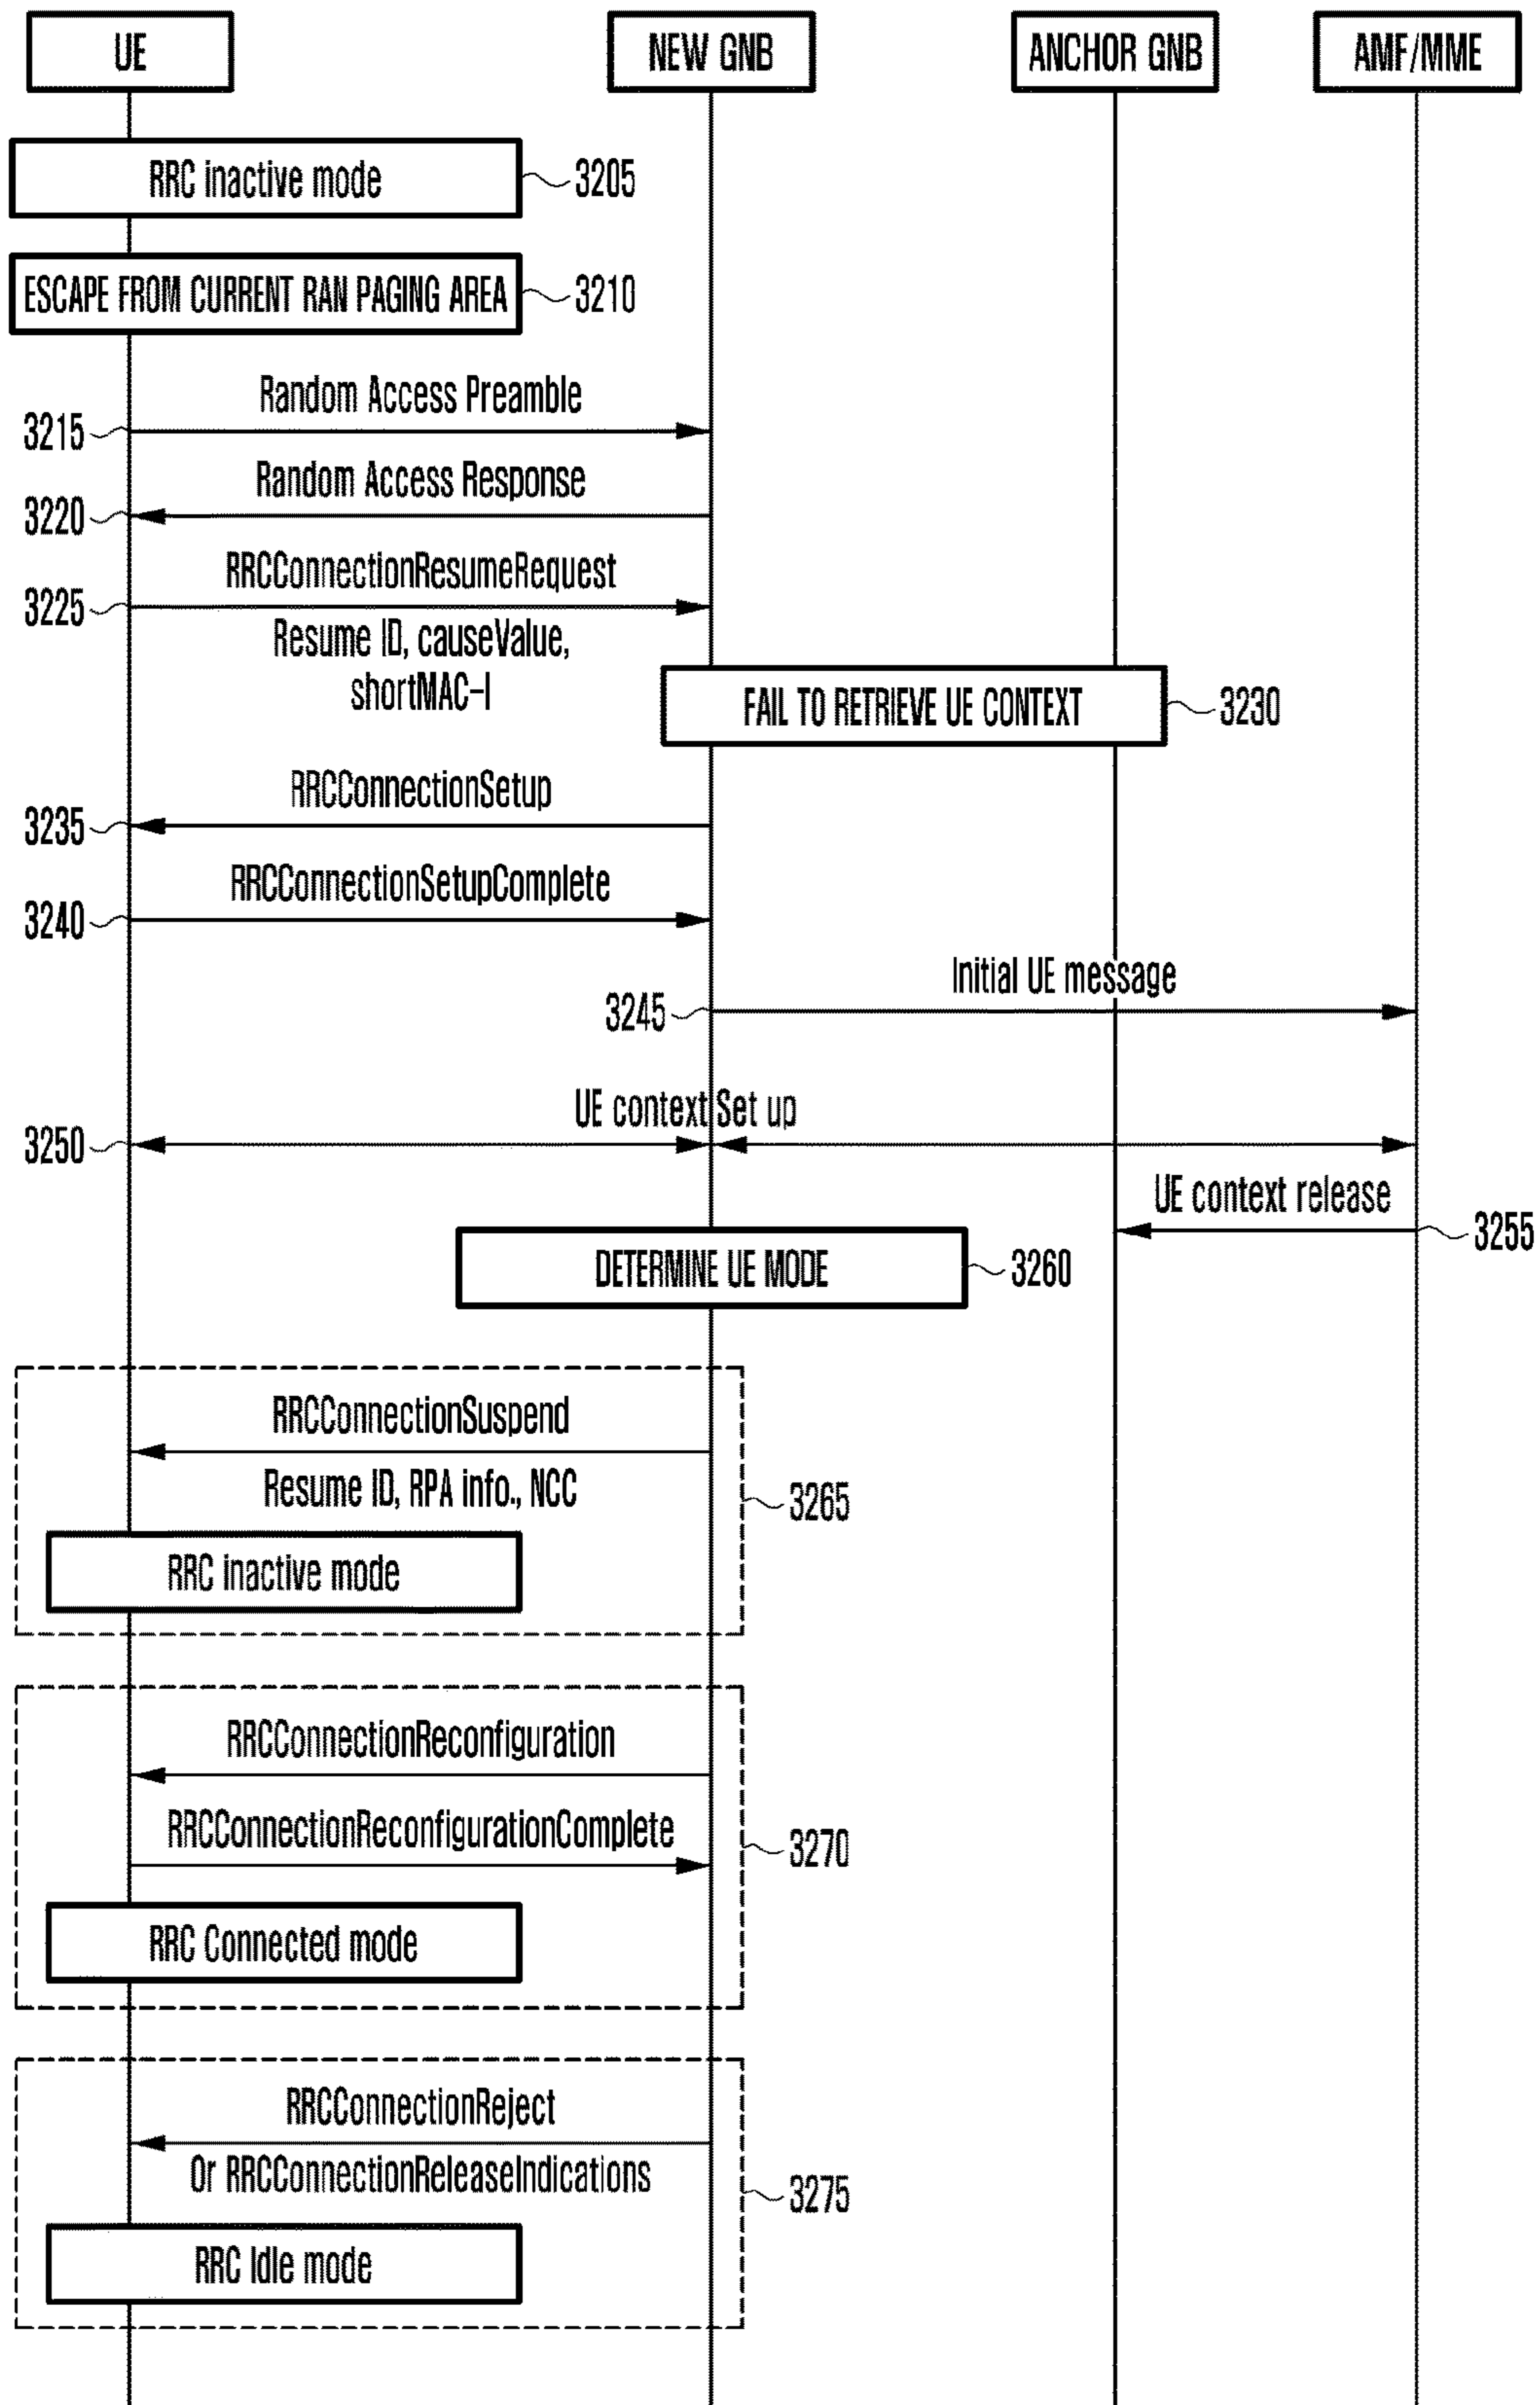 UE
NEW GNB
ANCHOR GNB
AMF/MME
RRC inactive mode
3205
ESCAPE FROM CURRENT RAN PAGING AREA
3210
Random Access Preamble
3215
Random Access Response
3220
RRCConnectionResumeRequest
3225
Resume ID, causeValue,
shortMAC-I
FAIL TO RETRIEVE UE CONTEXT
3230
RRCConnectionSetup
3235
RRCConnectionSetupComplete
3240
Initial UE message
3245
UE context Set up
3250
UE context release
3255
DETERMINE UE MODE
3260
RRCConnectionSuspend
Resume ID, RPA info., NCC
3265
RRC inactive mode
RRCConnectionReconfiguration
RRCConnectionReconfigurationComplete
3270
RRC Connected mode
RRCConnectionReject
Or RRCConnectionReleaseIndications
3275
RRC Idle mode